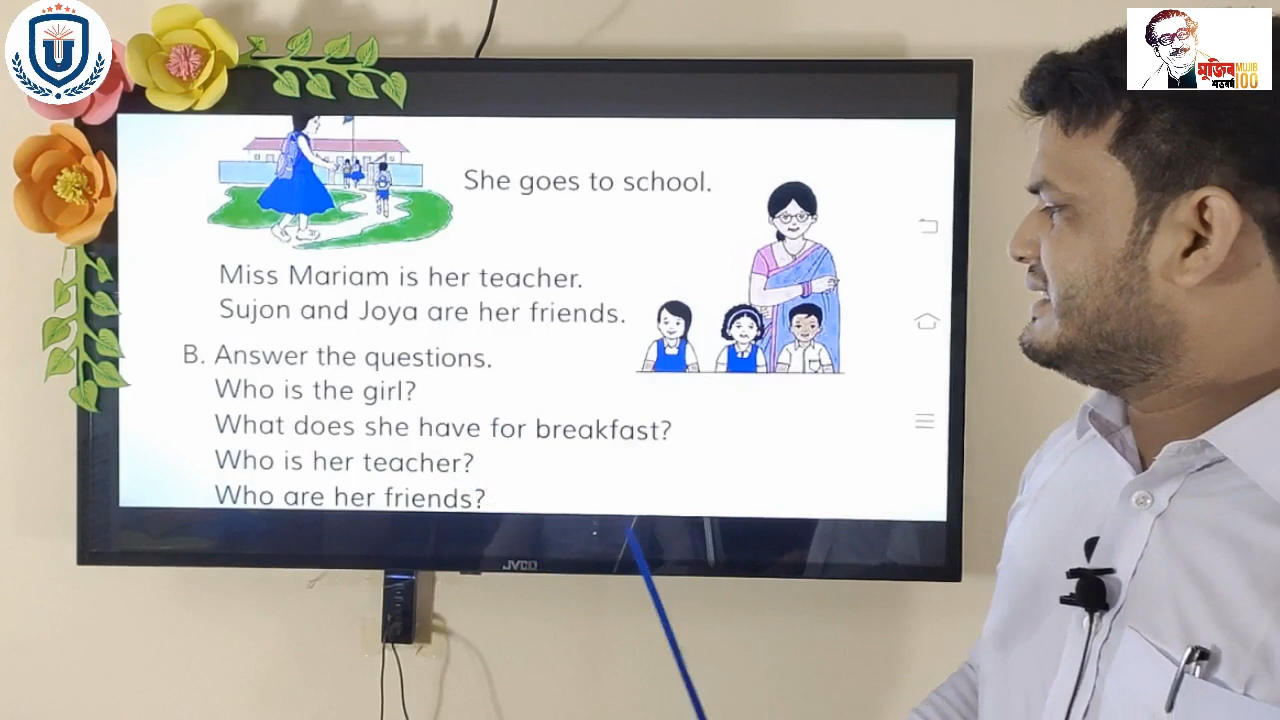 U
মুজিব
শতবর্ষ
MUJIB
100
She goes to school.
Miss Mariam is her teacher.
Sujon and Joya are her friends.
B. Answer the questions.
Who is the girl?
What does she have for breakfast?
Who is her teacher?
Who are her friends?
JVCO